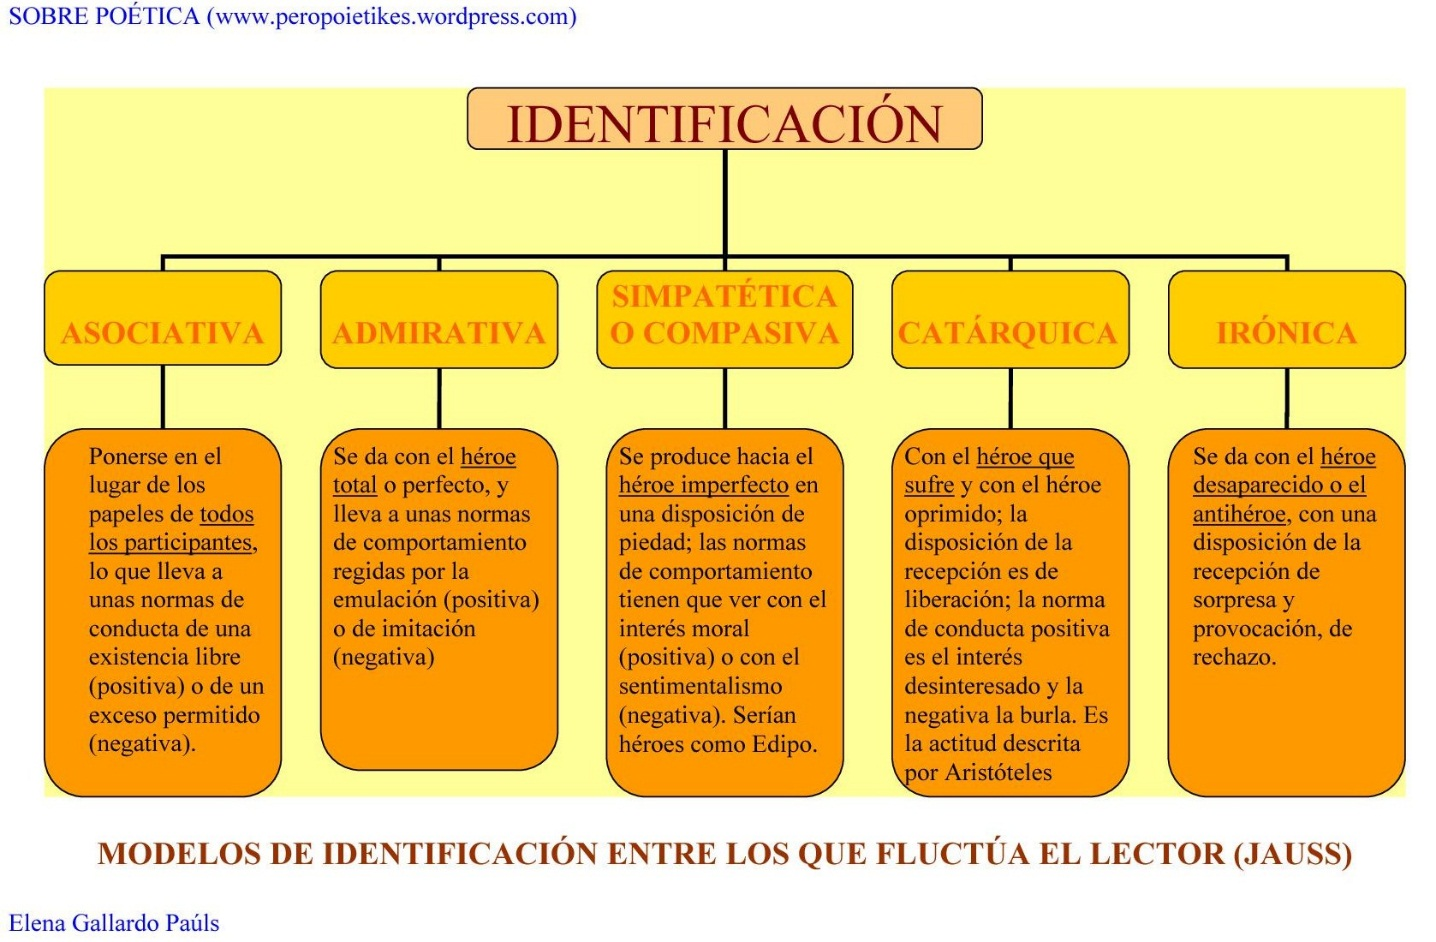 SOBRE POÉTICA (www.peropoietikes.wordpress.com)
IDENTIFICACIÓN
ASOCIATIVA
Ponerse en el
lugar de los
papeles de todos
los participantes,
lo que lleva a
unas normas de
conducta de una
existencia libre
(positiva) o de un
exceso permitido
(negativa).
ADMIRATIVA
Se da con el héroe
total o perfecto, y
lleva a unas normas
de comportamiento
regidas por la
emulación (positiva)
o de imitación
(negativa)
SIMPATÉTICA
O COMPASIVA
Se produce hacia el
héroe imperfecto en
una disposición de
piedad; las normas
de comportamiento
tienen que ver con el
interés moral
(positiva) o con el
sentimentalismo
(negativa). Serían
héroes como Edipo.
CATÁRQUICA
Con el héroe que
sufre y con el héroe
oprimido; la
disposición de la
recepción es de
liberación; la norma
de conducta positiva
es el interés
desinteresado y la
negativa la burla. Es
la actitud descrita
por Aristóteles
IRÓNICA
Se da con el héroe
desaparecido o el
antihéroe, con una
disposición de la
recepción de
sorpresa y
provocación, de
rechazo.
MODELOS DE IDENTIFICACIÓN ENTRE LOS QUE FLUCTÚA EL LECTOR (JAUSS)
Elena Gallardo Paúls